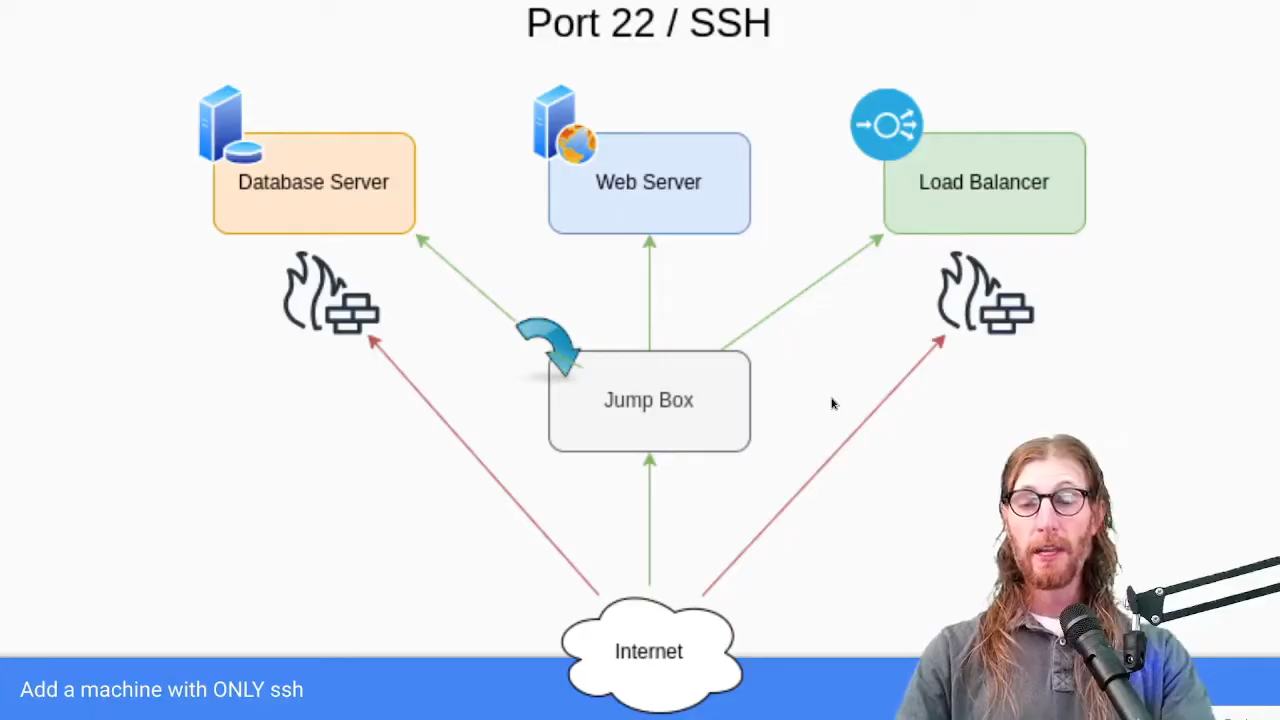 Port 22 / SSH
Database Server
Web Server
Load Balancer
Jump Box
Internet
Add a machine with ONLY ssh